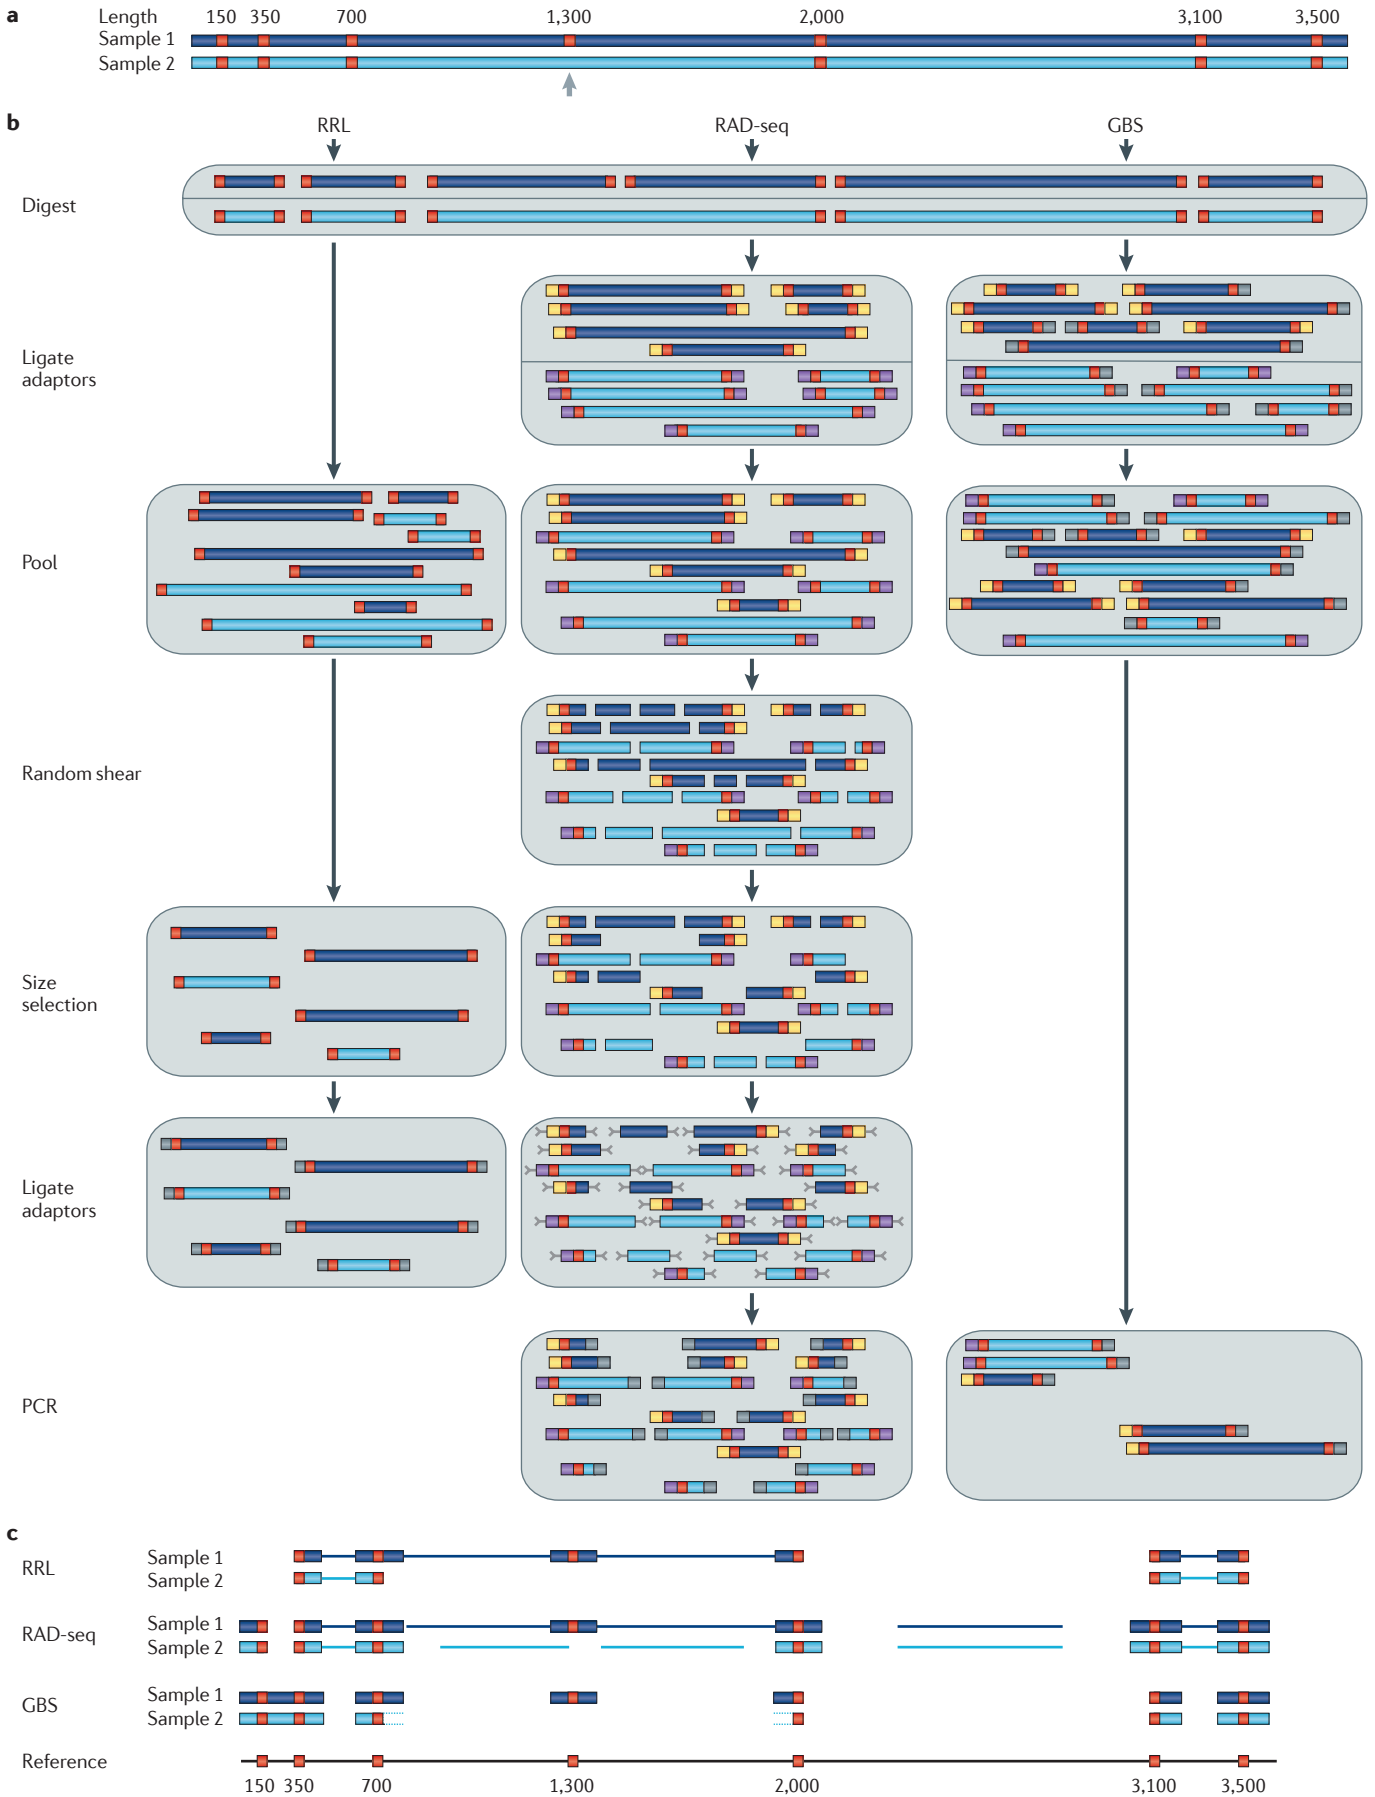 a
Length 150 350 700 1,300 2,000 3,100 3,500
Sample 1
Sample 2
b
RRL RAD-seq GBS
Digest
Ligate
adaptors
Pool
Random shear
Size
selection
Ligate
adaptors
PCR
c
RRL
Sample 1
Sample 2
RAD-seq
Sample 1
Sample 2
GBS
Sample 1
Sample 2
Reference
150 350 700 1,300 2,000 3,100 3,500